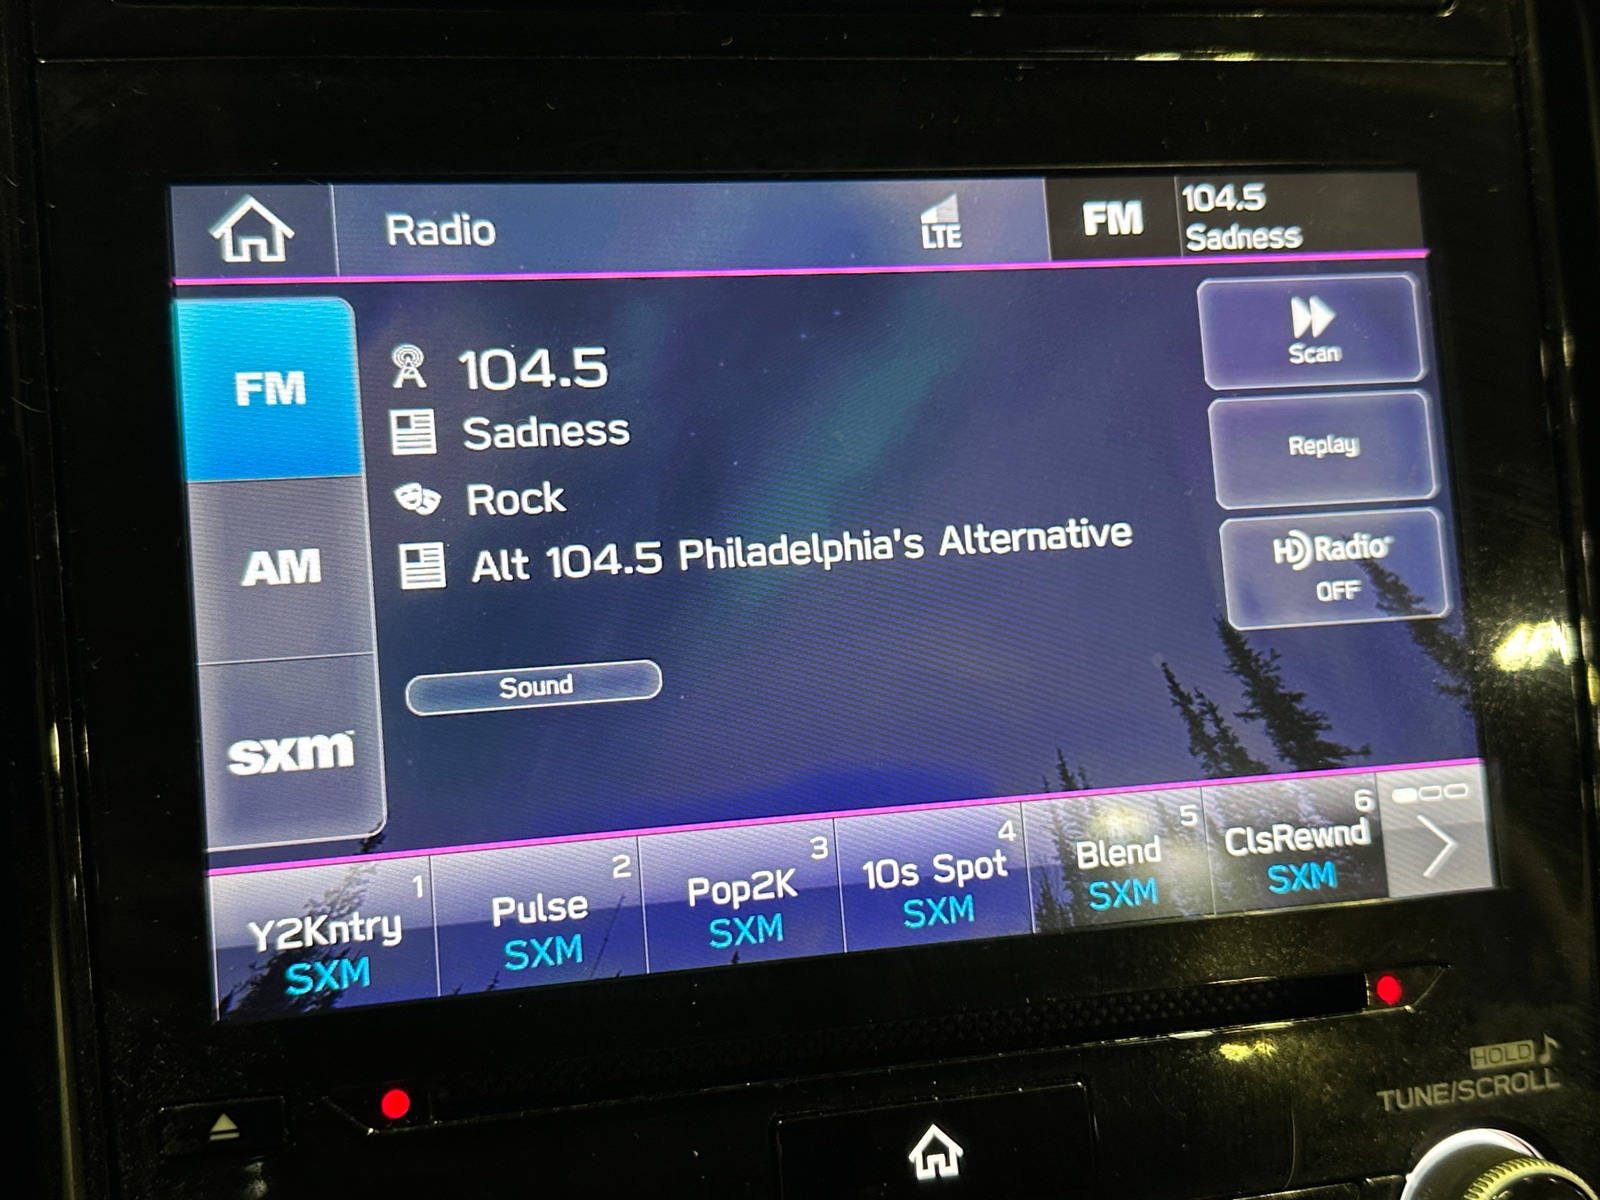 Radio
LTE
FM
104.5
Sadness
FM
AM
sxm
104.5
Sadness
Rock
Alt 104.5 Philadelphia's Alternative
Sound
Scan
Replay
HD Radio
OFF
1
Y2Kntry
SXM
2
Pulse
SXM
3
Pop2K
SXM
4
10s Spot
SXM
5
Blend
SXM
6
ClsRewnd
SXM
HOLD
TUNE/SCROLL